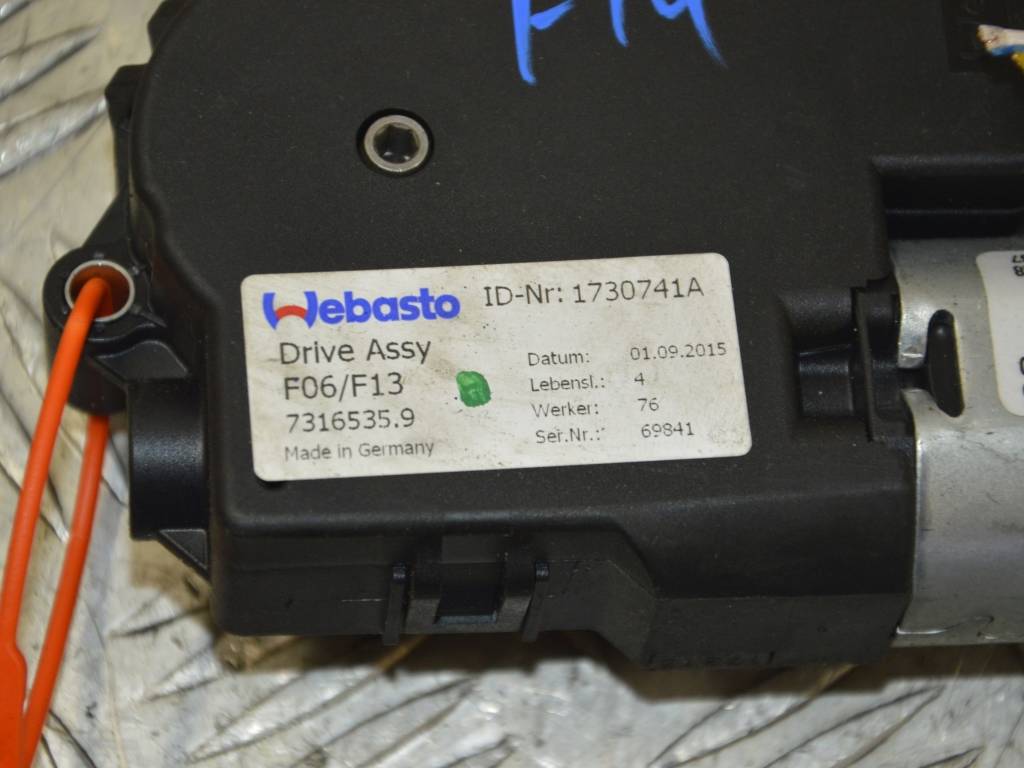 F14
Webasto ID-Nr: 1730741A
Drive Assy
F06/F13
7316535.9
Made in Germany
Datum: 01.09.2015
Lebensl.: 4
Werker: 76
Ser.Nr.: 69841